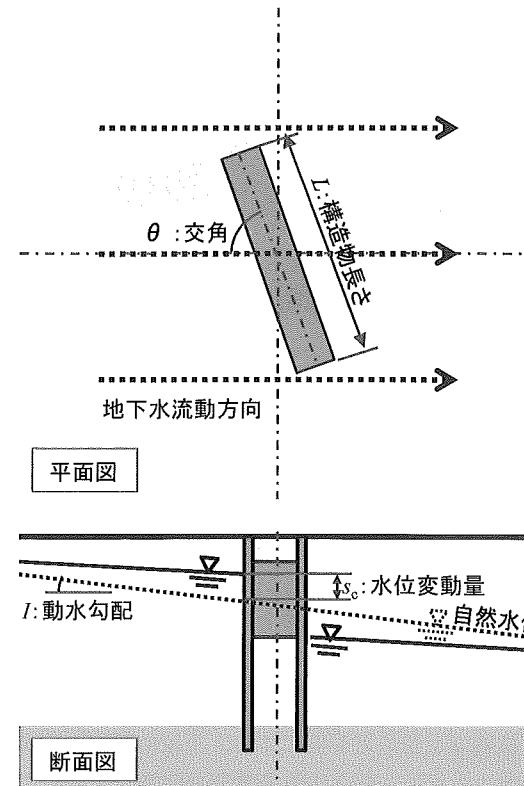 θ :交角
L:構造物長さ
地下水流動方向
平面図
sc:水位変動量
I:動水勾配
自然水
断面図